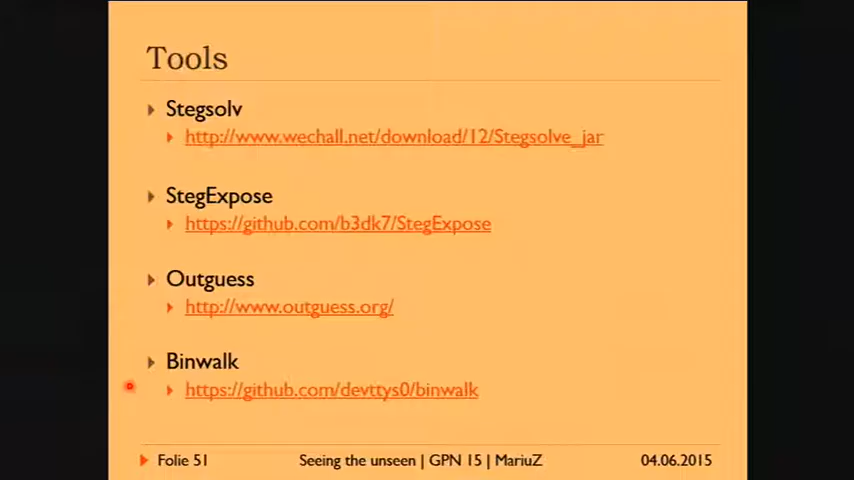 Tools
Stegsolv
http://www.wechall.net/download/12/Stegsolve_jar
StegExpose
https://github.com/b3dk7/StegExpose
Outguess
http://www.outguess.org/
Binwalk
https://github.com/devttys0/binwalk
Folie 51
Seeing the unseen | GPN 15 | MariuZ
04.06.2015